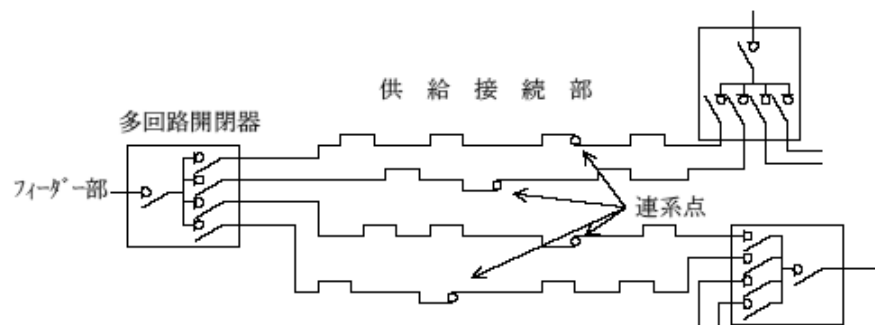 供 給 接 続 部
多回路開閉器
フィーダー部
連系点